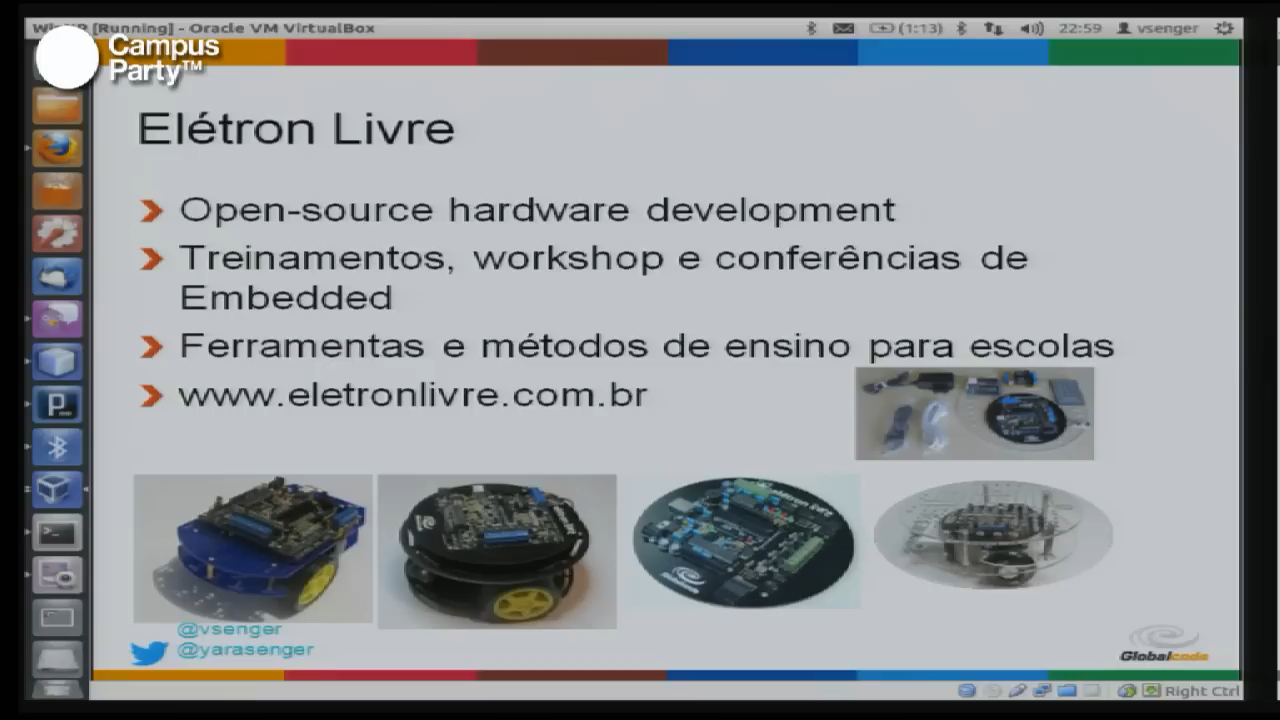 [Running] - Oracle VM VirtualBox
(1:13)
22:59
vsenger
Campus
Party™
Elétron Livre
Open-source hardware development
Treinamentos, workshop e conferências de
Embedded
Ferramentas e métodos de ensino para escolas
www.eletronlivre.com.br
@vsenger
@yarasenger
Globalcode
Right Ctrl